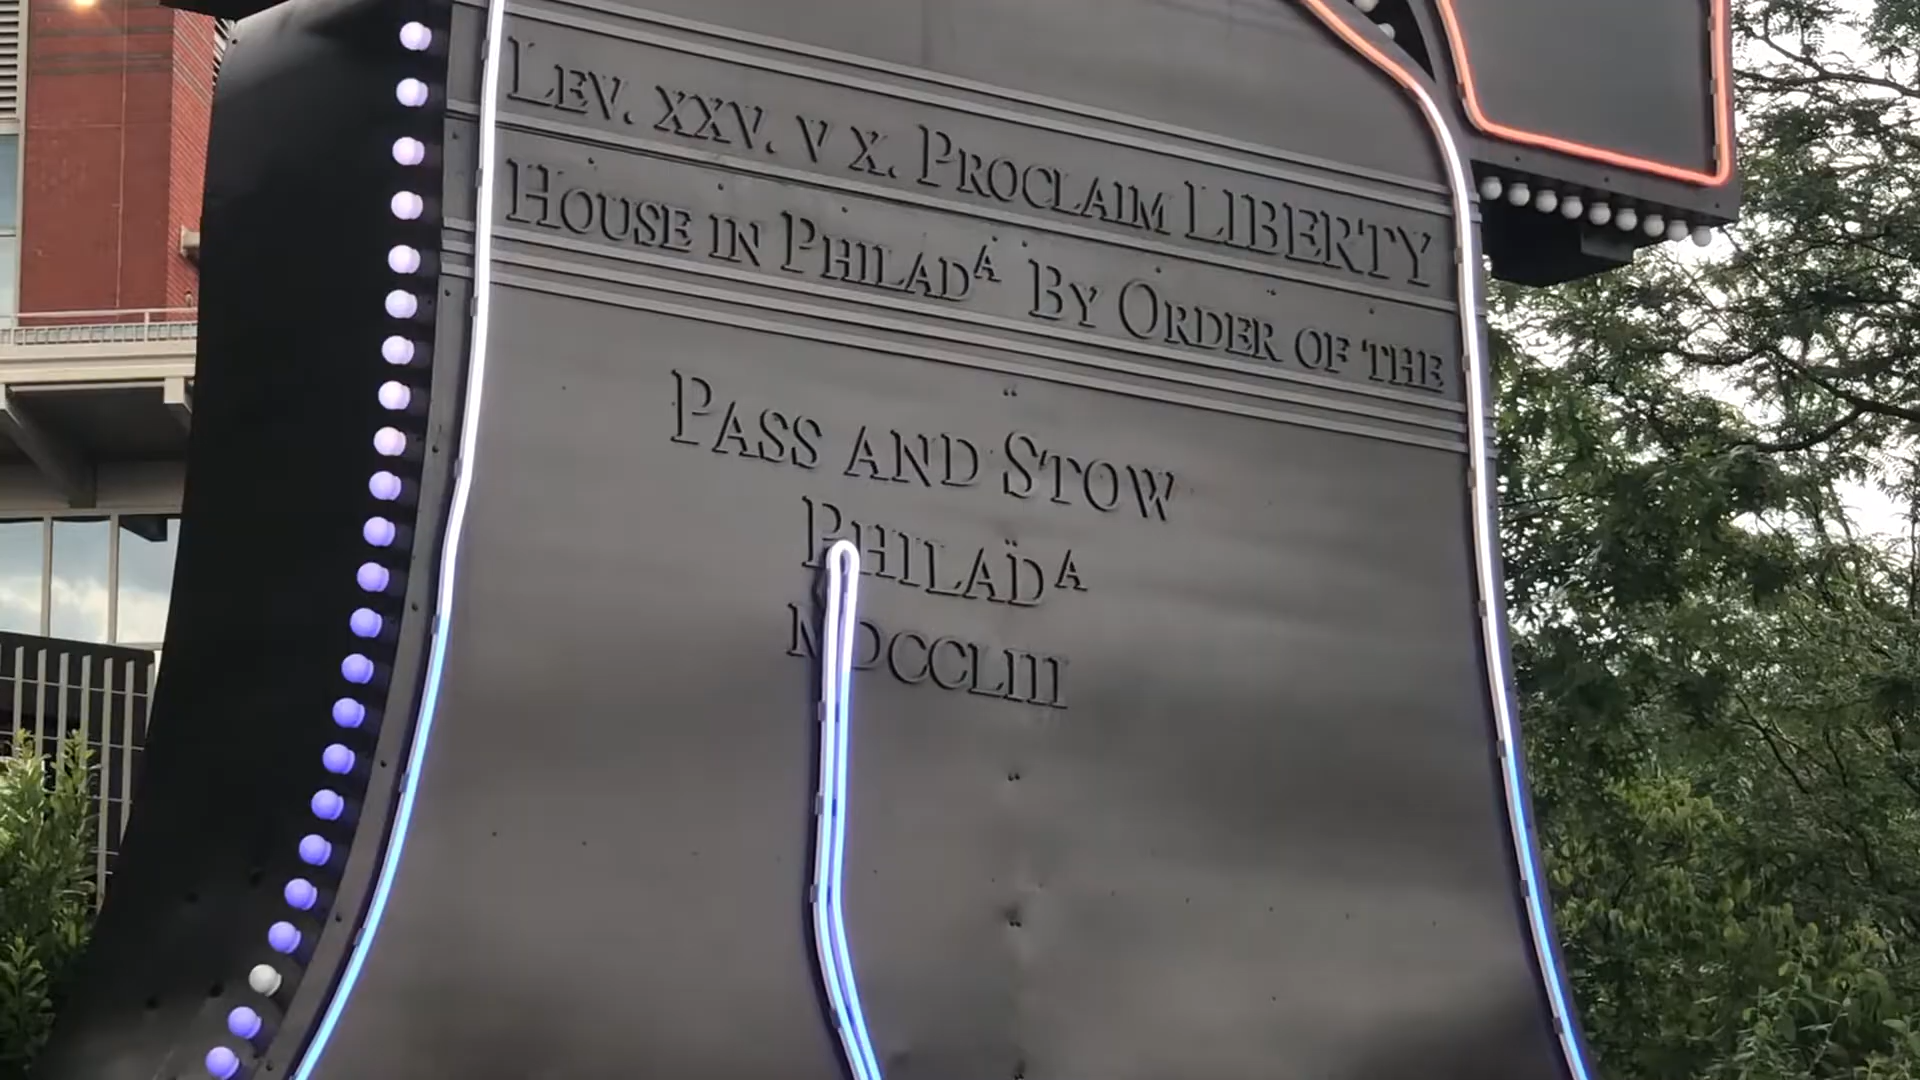 LEV. XXV. V X. PROCLAIM LIBERTY
HOUSE IN PHILADᴬ BY ORDER OF THE
PASS AND STOW
PHILADᴬ
MDCCLIII